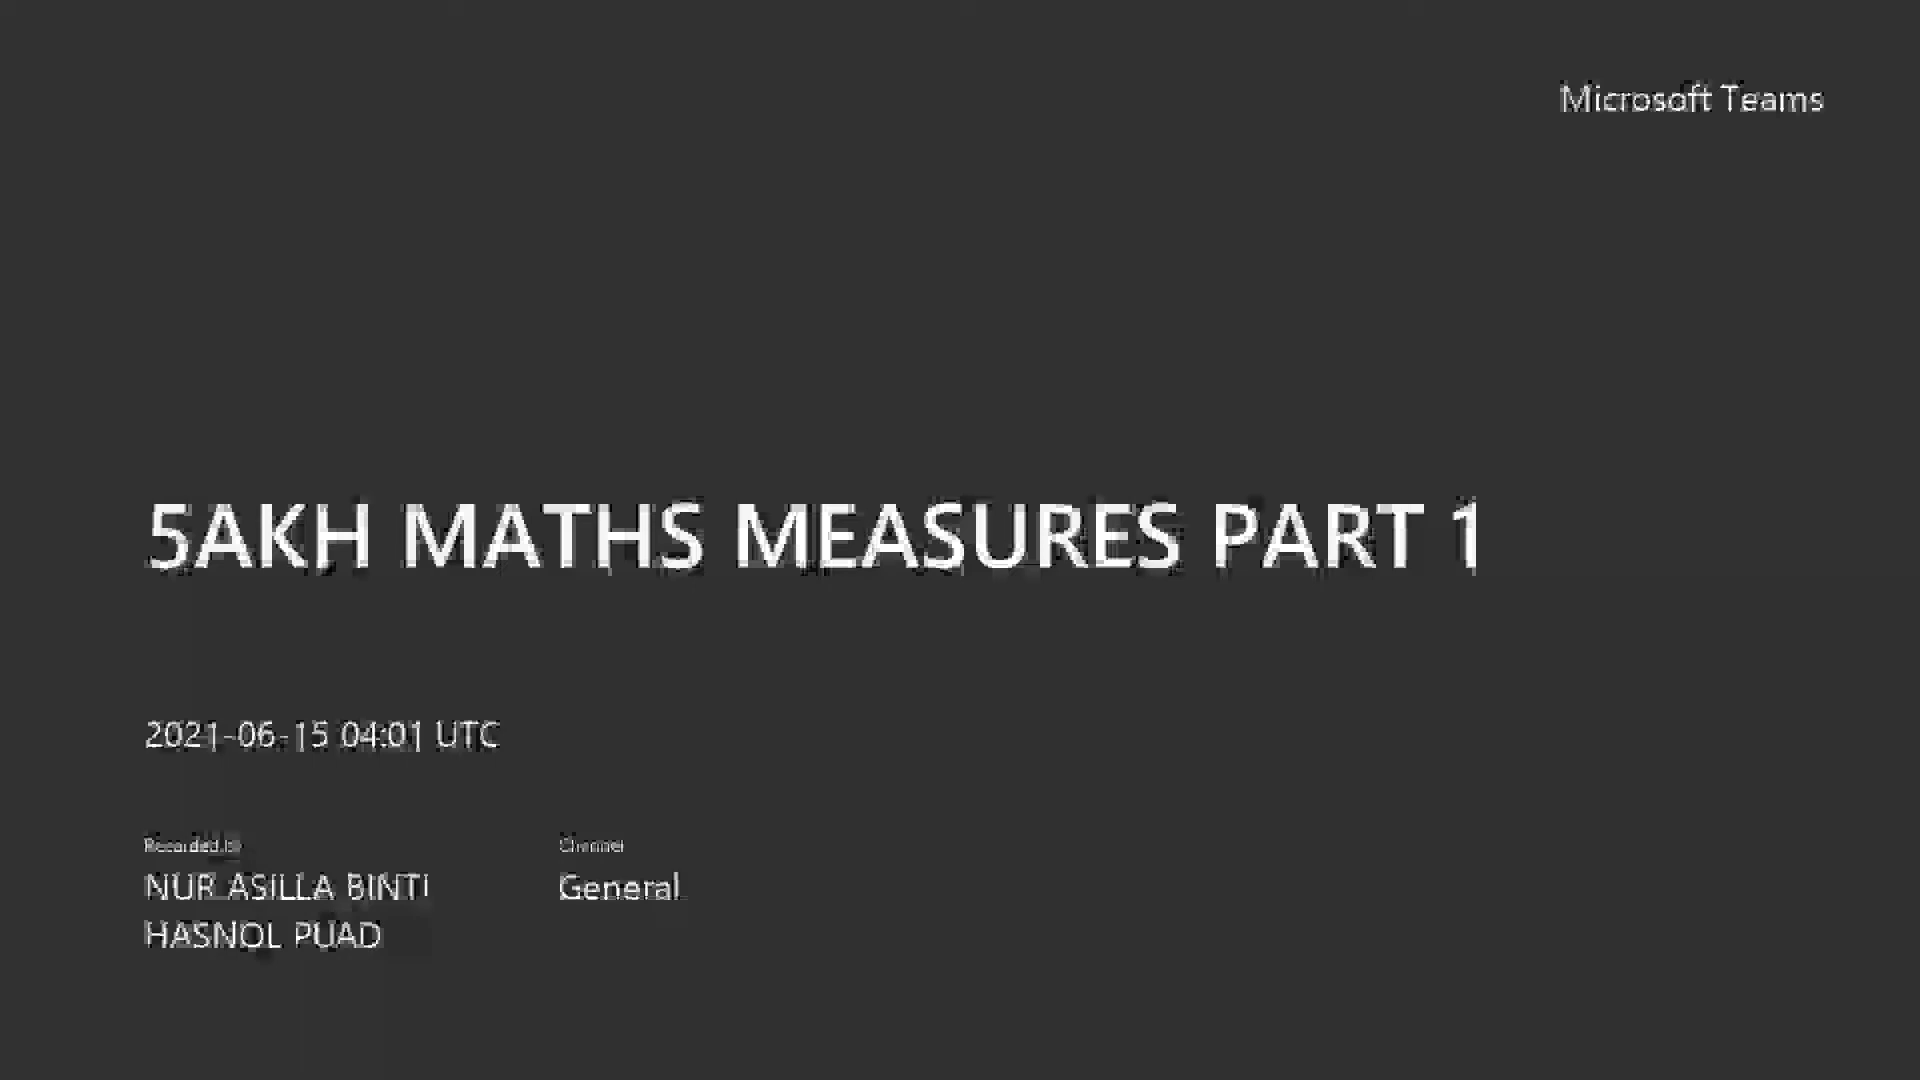 Microsoft Teams
5AKH MATHS MEASURES PART 1
2021-06-15 04:01 UTC
Recorded by
Channel
NUR ASILLA BINTI
HASNOL PUAD
General